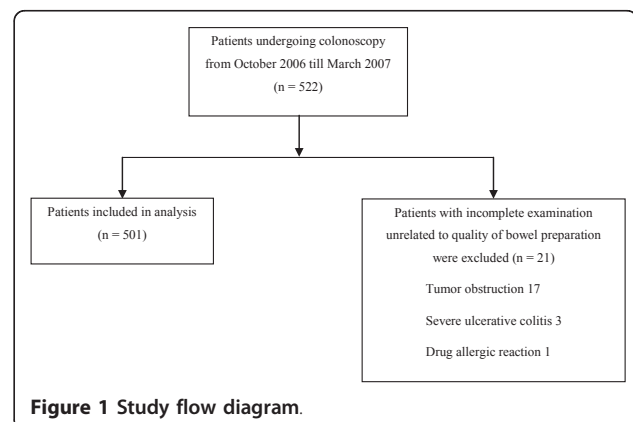 Patients undergoing colonoscopy
from October 2006 till March 2007
(n = 522)
Patients included in analysis
(n = 501)
Patients with incomplete examination
unrelated to quality of bowel preparation
were excluded (n = 21)
Tumor obstruction 17
Severe ulcerative colitis 3
Drug allergic reaction 1
Figure 1 Study flow diagram.